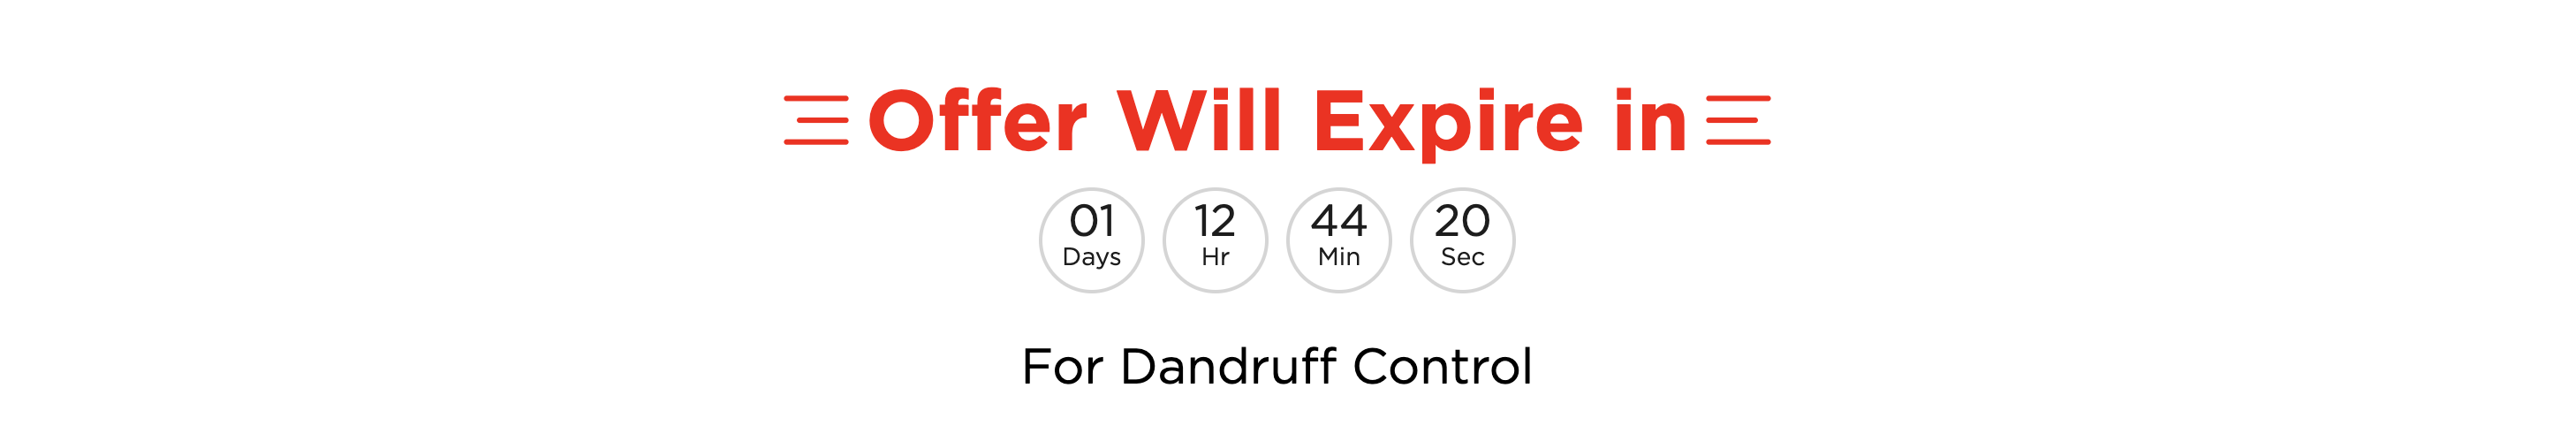 Offer Will Expire in
01 12 44 20
Days Hr Min Sec
For Dandruff Control